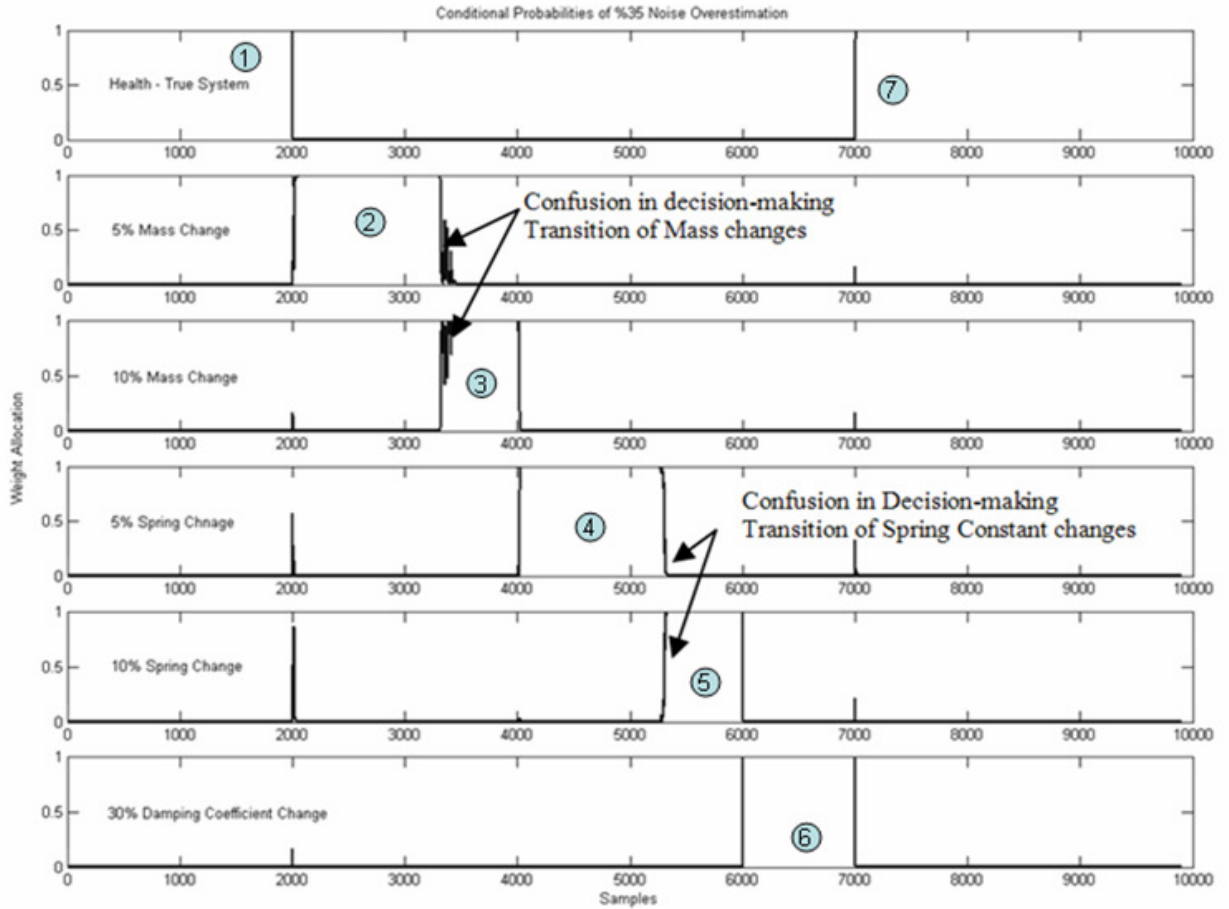 Conditional Probabilities of %35 Noise Overestimation
1
0.5
0
Health - True System
1
7
0 1000 2000 3000 4000 5000 6000 7000 8000 9000 10000
1
0.5
0
5% Mass Change
2
Confusion in decision-making
Transition of Mass changes
0 1000 2000 3000 4000 5000 6000 7000 8000 9000 10000
1
0.5
0
10% Mass Change
3
0 1000 2000 3000 4000 5000 6000 7000 8000 9000 10000
Weight Allocation
1
0.5
0
5% Spring Chnage
4
Confusion in Decision-making
Transition of Spring Constant changes
0 1000 2000 3000 4000 5000 6000 7000 8000 9000 10000
1
0.5
0
10% Spring Change
5
0 1000 2000 3000 4000 5000 6000 7000 8000 9000 10000
1
0.5
0
30% Damping Coefficient Change
6
0 1000 2000 3000 4000 5000 6000 7000 8000 9000 10000
Samples